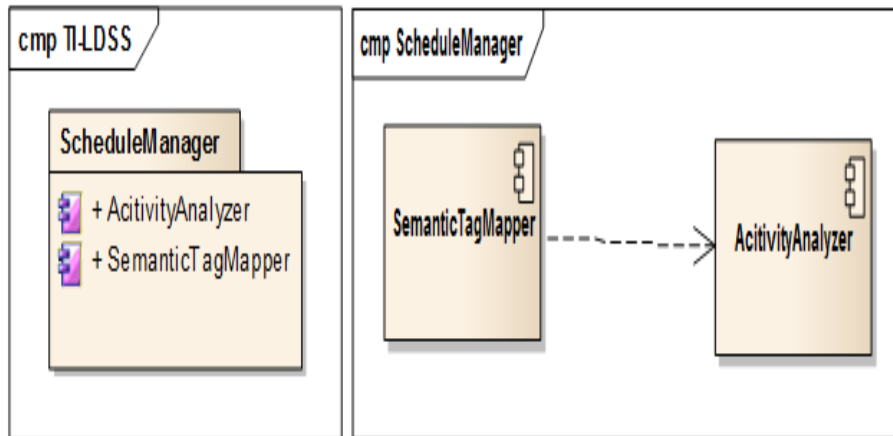 cmp TI-LDSS
ScheduleManager
+ AcitivityAnalyzer
+ SemanticTagMapper
cmp ScheduleManager
SemanticTagMapper
AcitivityAnalyzer